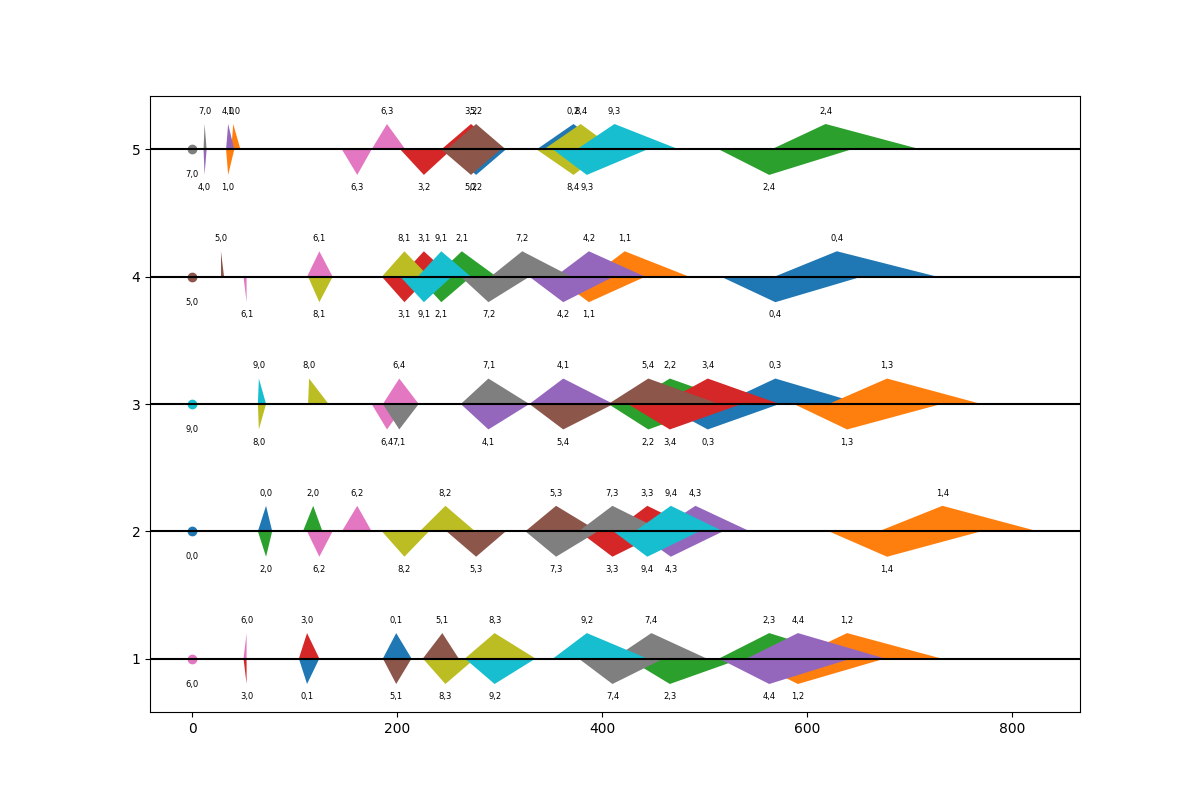 7,0 4,0 1,0 6,3 3,2 5,2 0,2 8,4 9,3 2,4
5
7,0
4,0 1,0 6,3 3,2 5,2 0,2 8,4 9,3 2,4
5,0 6,1 8,1 3,1 9,1 2,1 7,2 4,2 1,1 0,4
4
5,0
6,1 8,1 3,1 9,1 2,1 7,2 4,2 1,1 0,4
9,0 8,0 6,4 7,1 4,1 5,4 2,2 3,4 0,3 1,3
3
9,0
8,0 6,4 7,1 4,1 5,4 2,2 3,4 0,3 1,3
0,0 2,0 6,2 8,2 5,3 7,3 3,3 9,4 4,3 1,4
2
0,0
2,0 6,2 8,2 5,3 7,3 3,3 9,4 4,3 1,4
6,0 3,0 0,1 5,1 8,3 9,2 7,4 2,3 4,4 1,2
1
6,0
3,0 0,1 5,1 8,3 9,2 7,4 2,3 4,4 1,2
0 200 400 600 800